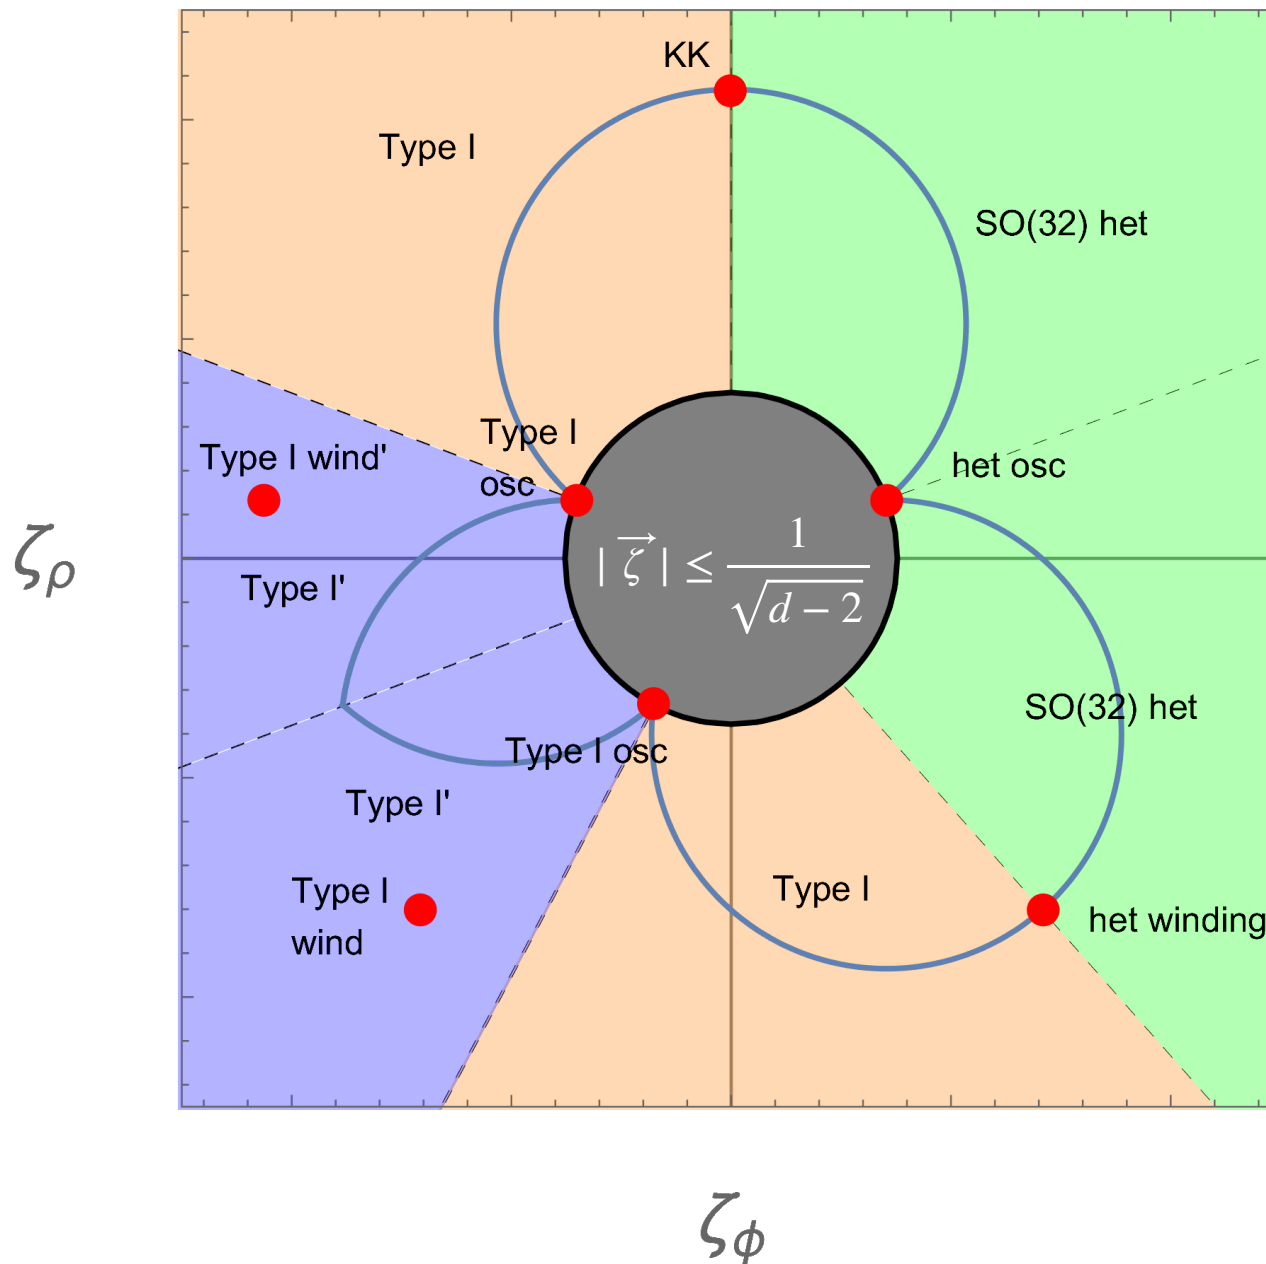 KK
Type I
SO(32) het
Type I
osc
Type I wind'
het osc
ζρ
|ζ⃗| ≤ 1/√(d − 2)
Type I'
SO(32) het
Type I osc
Type I'
Type I
wind
Type I
het winding
ζϕ